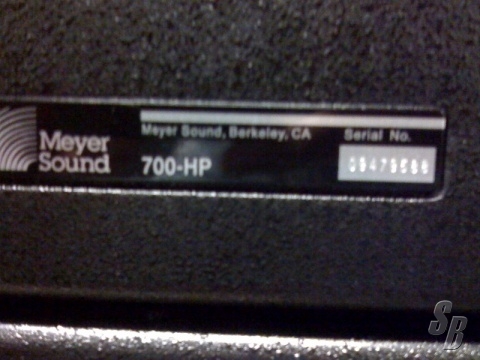 Meyer Sound, Berkeley, CA
Serial No.
Meyer
Sound
700-HP
SB